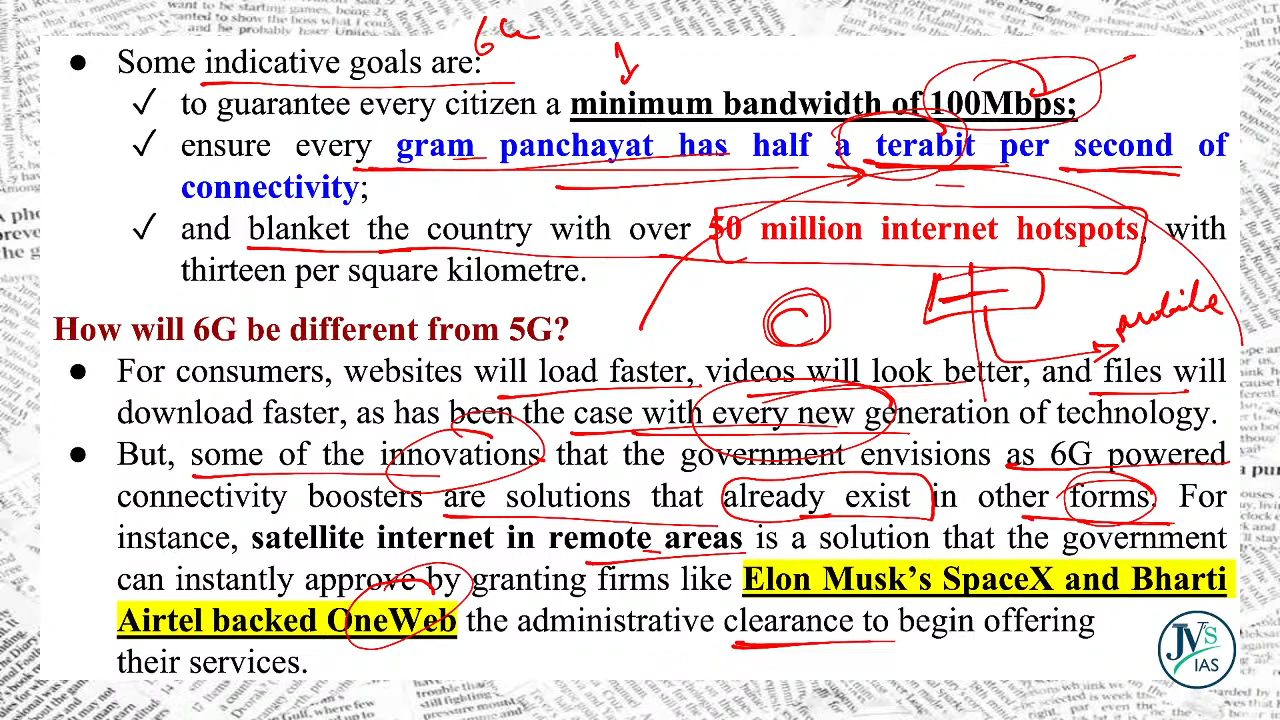 6G
● Some indicative goals are:
✓ to guarantee every citizen a minimum bandwidth of 100Mbps;
✓ ensure every gram panchayat has half a terabit per second of
connectivity;
✓ and blanket the country with over 50 million internet hotspots, with
thirteen per square kilometre.
mobile
How will 6G be different from 5G?
● For consumers, websites will load faster, videos will look better, and files will
download faster, as has been the case with every new generation of technology.
● But, some of the innovations that the government envisions as 6G powered
connectivity boosters are solutions that already exist in other forms. For
instance, satellite internet in remote areas is a solution that the government
can instantly approve by granting firms like Elon Musk’s SpaceX and Bharti
Airtel backed OneWeb the administrative clearance to begin offering
their services.
JV's
IAS